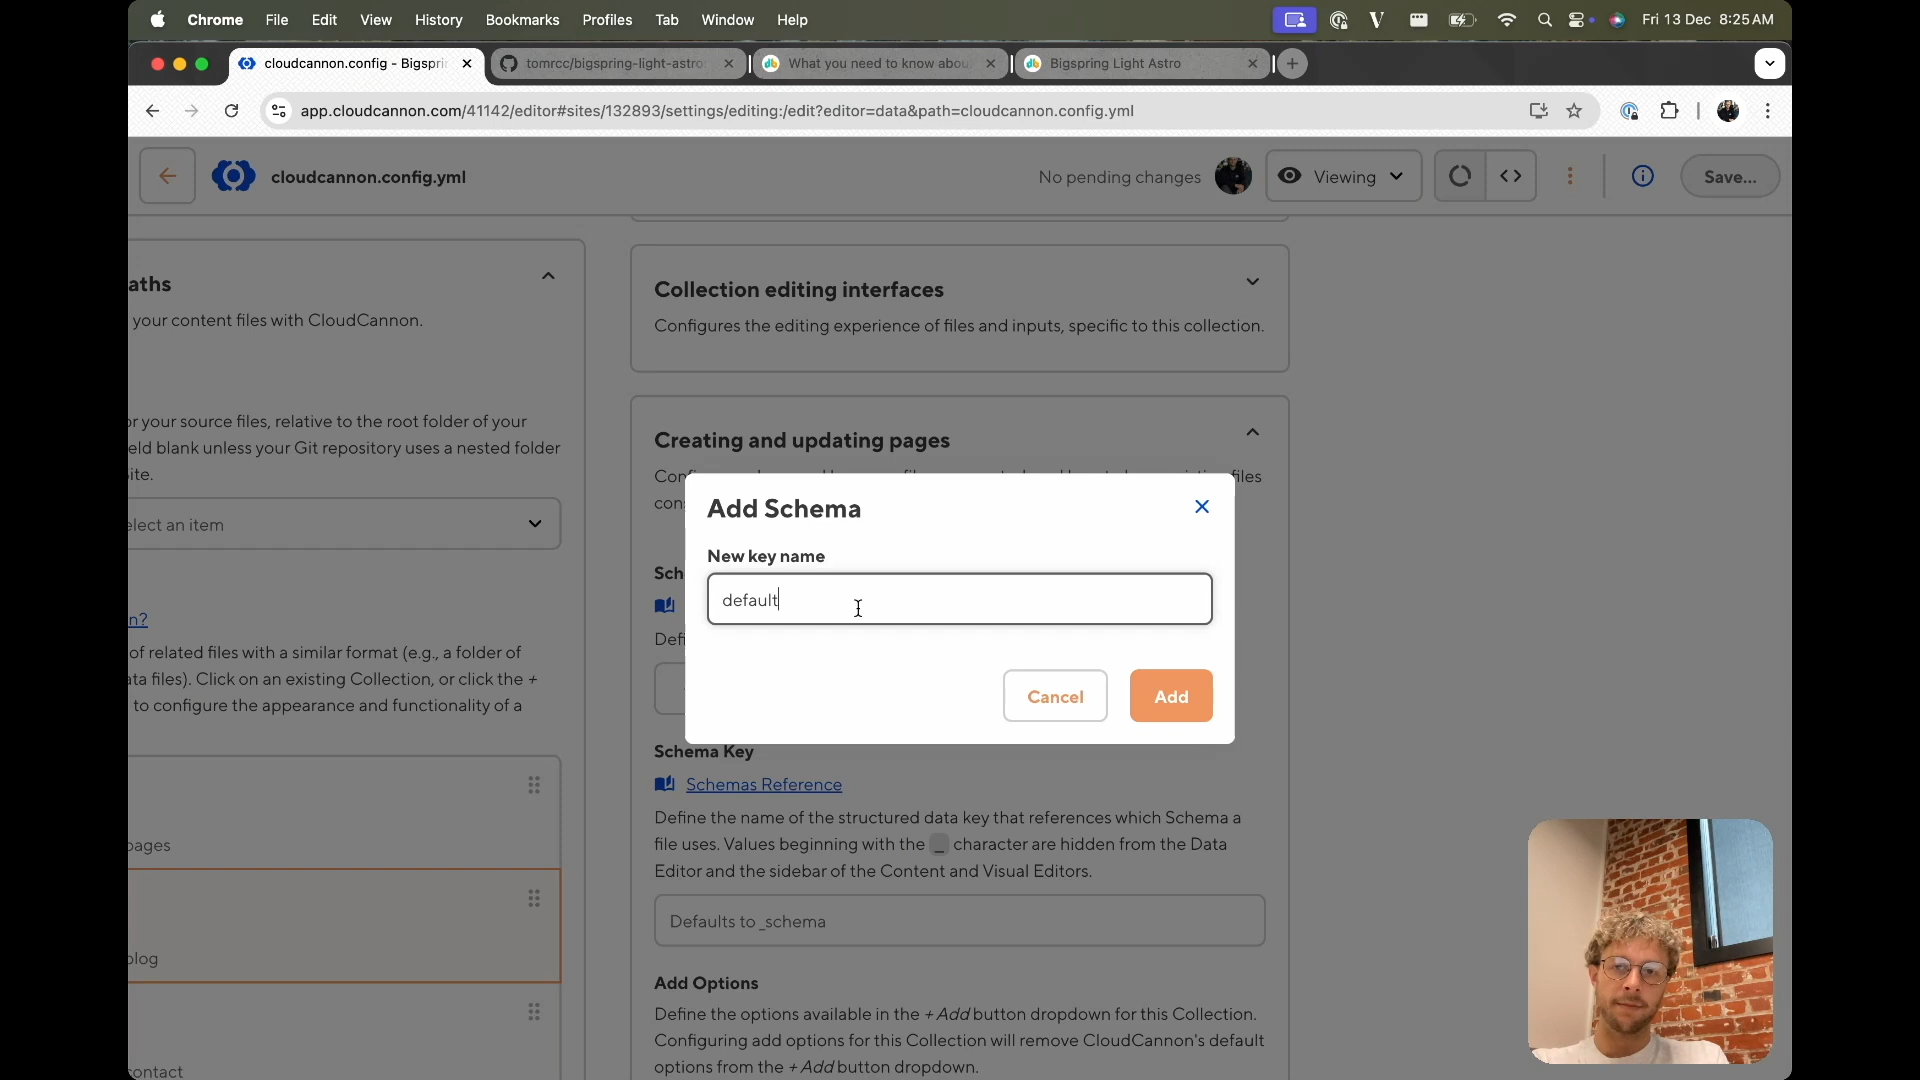 Chrome File Edit View History Bookmarks Profiles Tab Window Help Fri 13 Dec 8:25 AM
cloudcannon.config - Bigspri
tomrcc/bigspring-light-astro
What you need to know abou
Bigspring Light Astro
app.cloudcannon.com/41142/editor#sites/132893/settings/editing:/edit?editor=data&path=cloudcannon.config.yml
cloudcannon.config.yml
No pending changes
Viewing
Save...
aths
your content files with CloudCannon.
or your source files, relative to the root folder of your
eld blank unless your Git repository uses a nested folder
ite.
elect an item
n?
of related files with a similar format (e.g., a folder of
ata files). Click on an existing Collection, or click the +
to configure the appearance and functionality of a
pages
blog
contact
Collection editing interfaces
Configures the editing experience of files and inputs, specific to this collection.
Creating and updating pages
files
con
Sch
Defi
Add Schema
New key name
default
Cancel
Add
Schema Key
Schemas Reference
Define the name of the structured data key that references which Schema a
file uses. Values beginning with the _ character are hidden from the Data
Editor and the sidebar of the Content and Visual Editors.
Defaults to _schema
Add Options
Define the options available in the + Add button dropdown for this Collection.
Configuring add options for this Collection will remove CloudCannon's default
options from the + Add button dropdown.